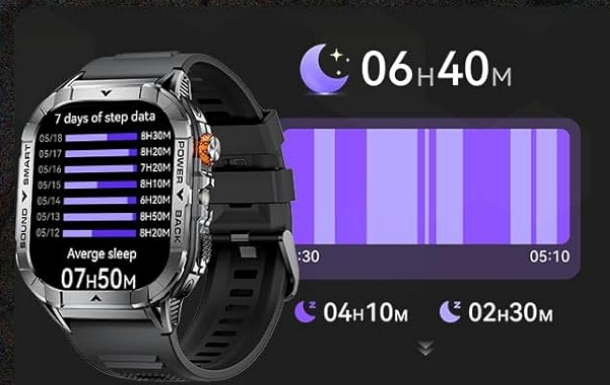 7 days of step data
05/18 8H30M
05/17 8H20M
05/16 7H20M
05/15 8H10M
05/14 6H20M
05/13 8H50M
05/12 8H20M
Averge sleep
07H50M
SOUND SMART
POWER BACK
06H40M
:30 05:10
04H10M 02H30M